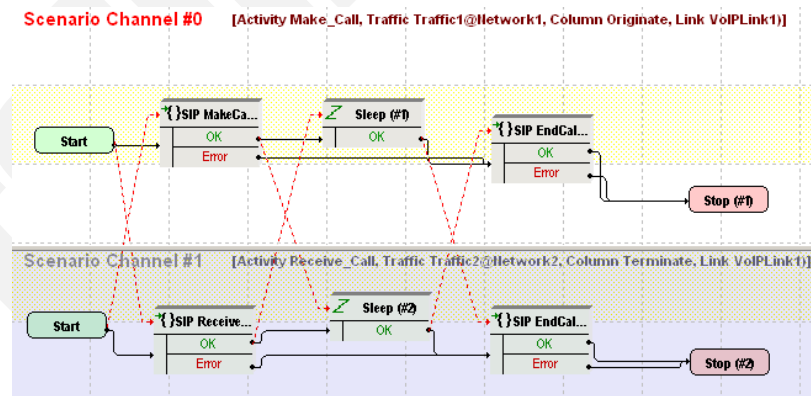 Scenario Channel #0 [Activity Make_Call, Traffic Traffic1@Network1, Column Originate, Link VoIPLink1)]
{}SIP MakeCa...
OK
Error
Sleep (#1)
OK
{}SIP EndCal...
OK
Error
Start
Stop (#1)
Scenario Channel #1 [Activity Receive_Call, Traffic Traffic2@Network2, Column Terminate, Link VoIPLink1)]
Start
{}SIP Receive...
OK
Error
Sleep (#2)
OK
{}SIP EndCal...
OK
Error
Stop (#2)